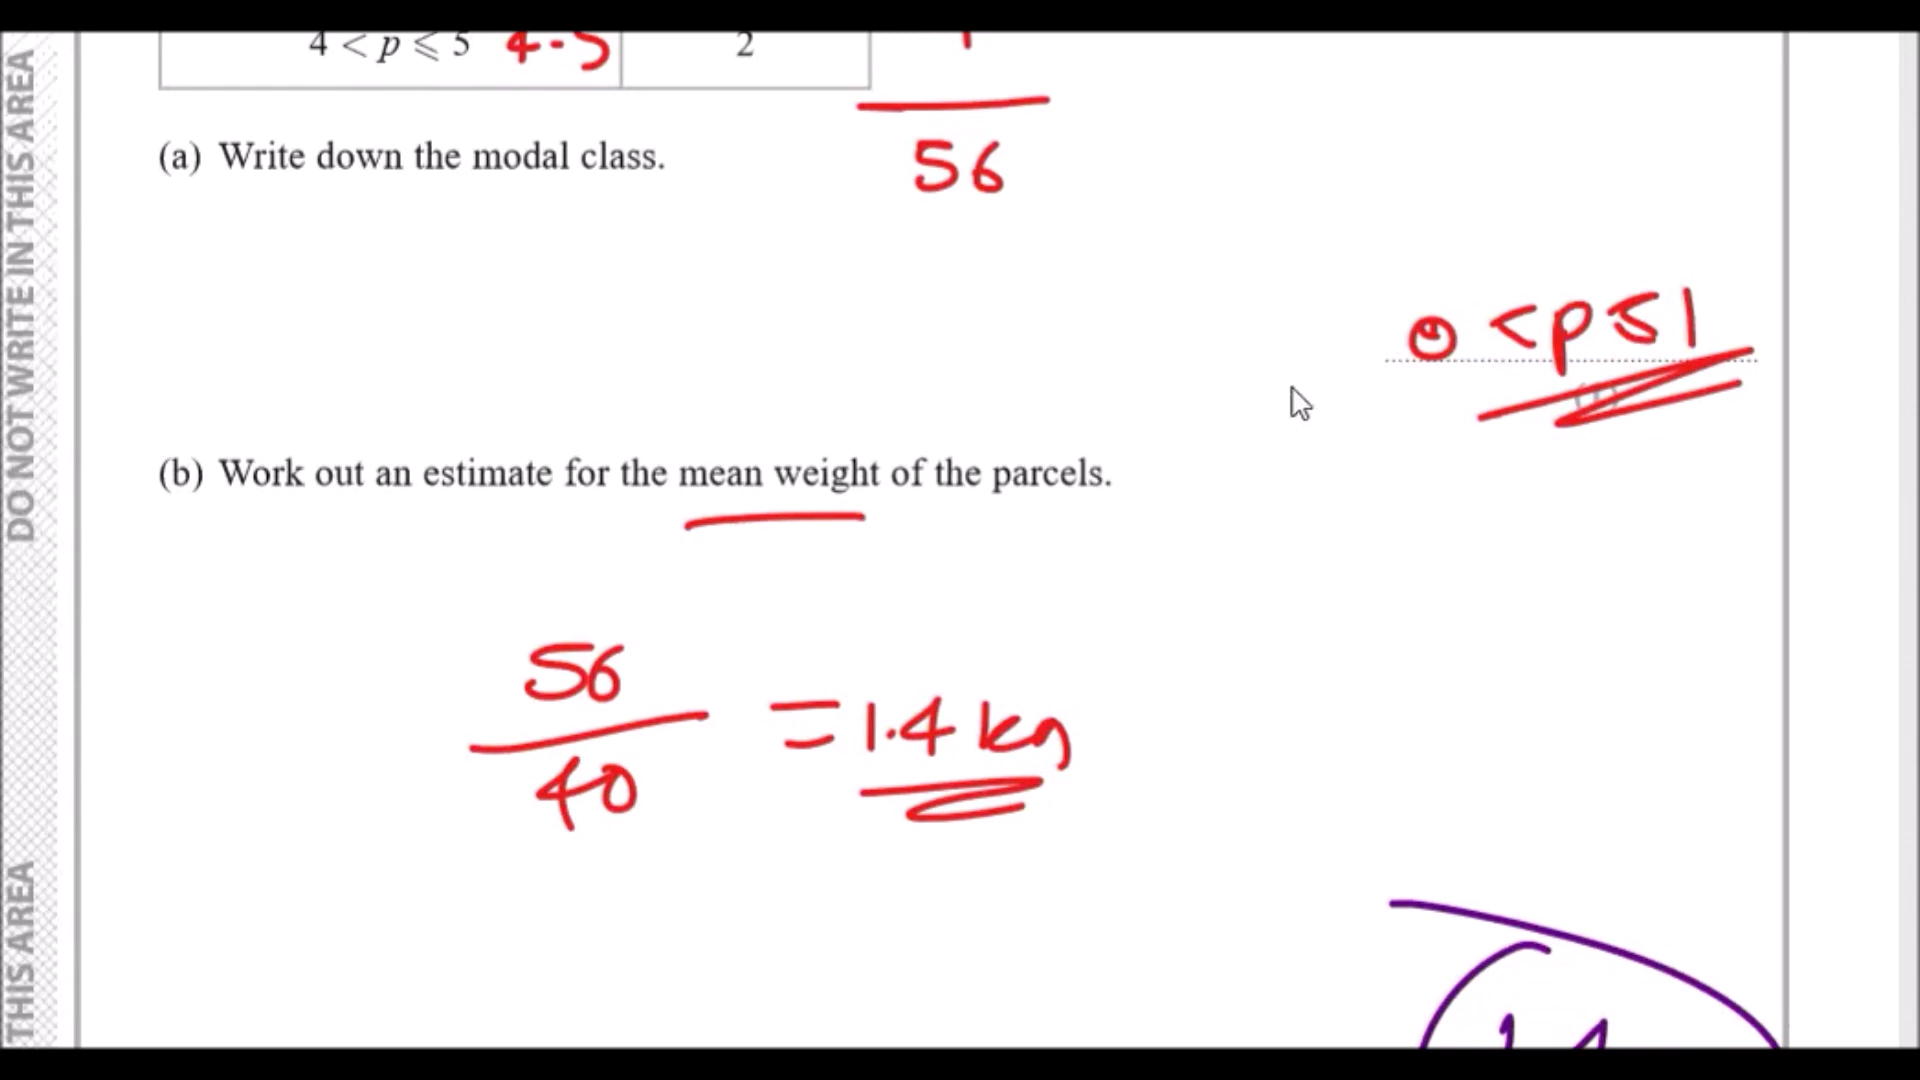 4 < p ⩽ 5 4-5 2
56
(a) Write down the modal class.
0 < p ≤ 1
(b) Work out an estimate for the mean weight of the parcels.
56
40
= 1.4 kg
DO NOT WRITE IN THIS AREA
THIS AREA